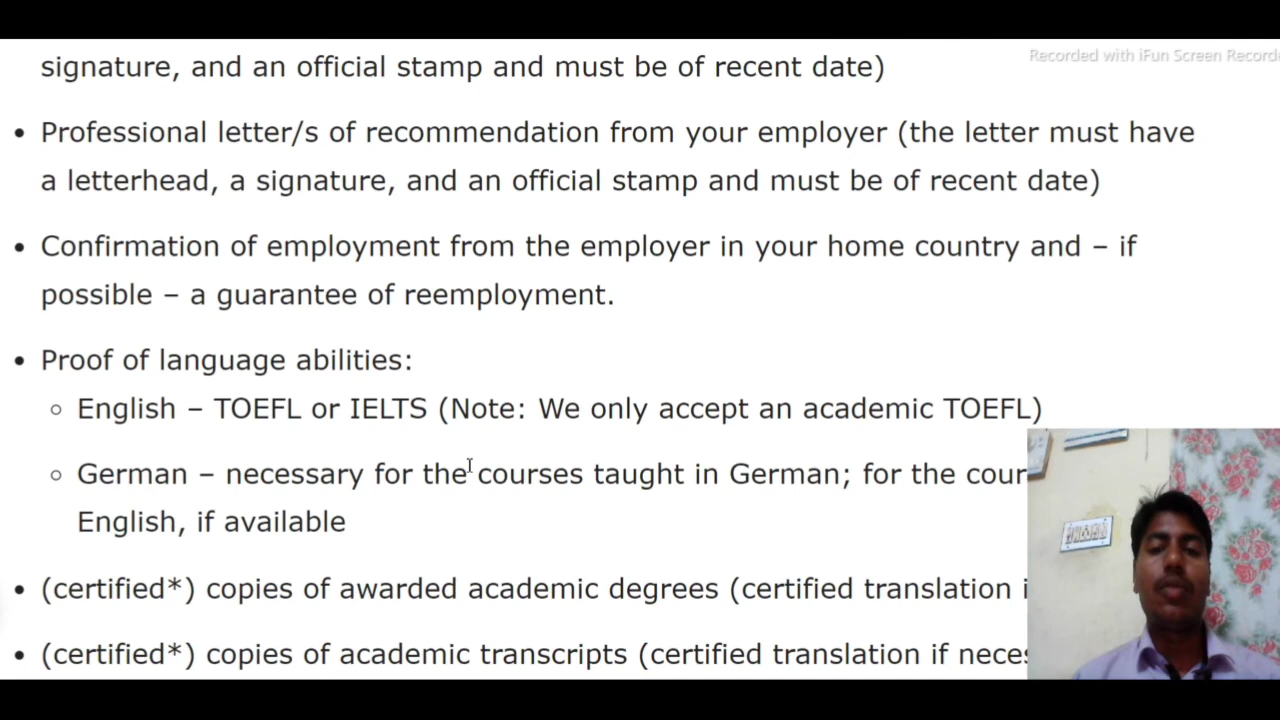 signature, and an official stamp and must be of recent date)
Recorded with iFun Screen Recorde
• Professional letter/s of recommendation from your employer (the letter must have
a letterhead, a signature, and an official stamp and must be of recent date)
• Confirmation of employment from the employer in your home country and – if
possible – a guarantee of reemployment.
• Proof of language abilities:
○ English – TOEFL or IELTS (Note: We only accept an academic TOEFL)
○ German – necessary for the courses taught in German; for the cour
English, if available
• (certified*) copies of awarded academic degrees (certified translation i
• (certified*) copies of academic transcripts (certified translation if neces